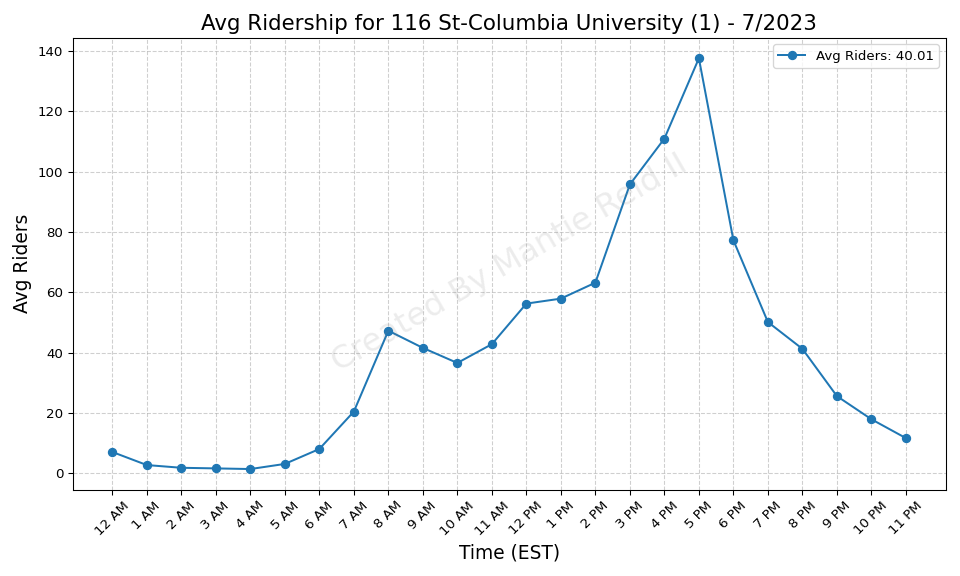 Avg Ridership for 116 St-Columbia University (1) - 7/2023
Avg Riders: 40.01
140
120
100
80
60
40
20
0
Avg Riders
Created By Mantle Reid II
12 AM
1 AM
2 AM
3 AM
4 AM
5 AM
6 AM
7 AM
8 AM
9 AM
10 AM
11 AM
12 PM
1 PM
2 PM
3 PM
4 PM
5 PM
6 PM
7 PM
8 PM
9 PM
10 PM
11 PM
Time (EST)